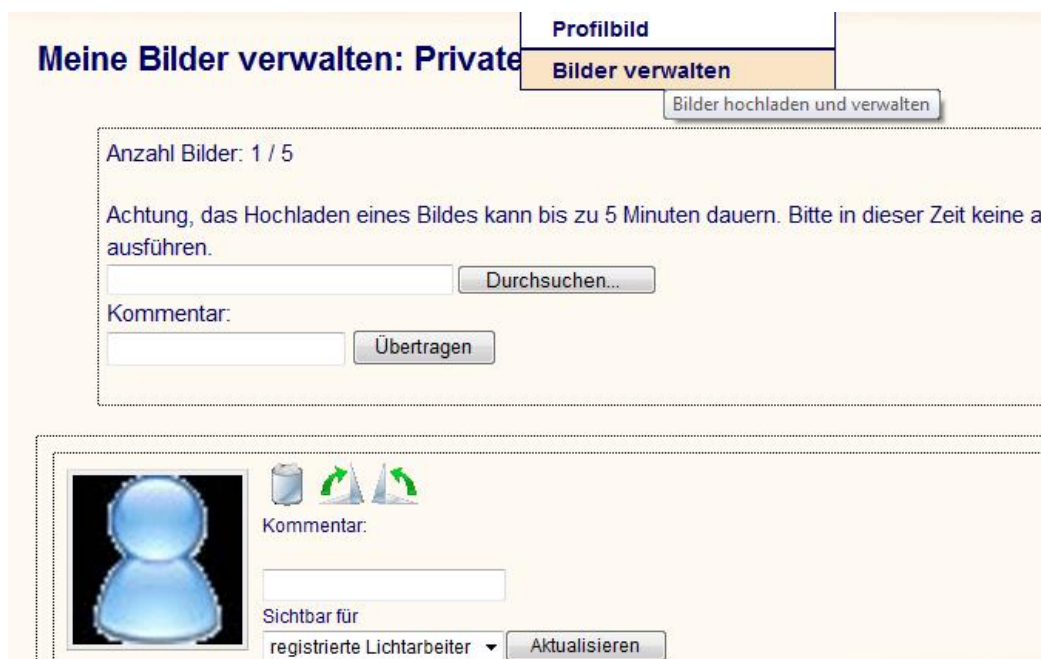 Profilbild
Meine Bilder verwalten: Private
Bilder verwalten
Bilder hochladen und verwalten
Anzahl Bilder: 1 / 5
Achtung, das Hochladen eines Bildes kann bis zu 5 Minuten dauern. Bitte in dieser Zeit keine a
ausführen.
Durchsuchen...
Kommentar:
Übertragen
Kommentar:
Sichtbar für
registrierte Lichtarbeiter
Aktualisieren